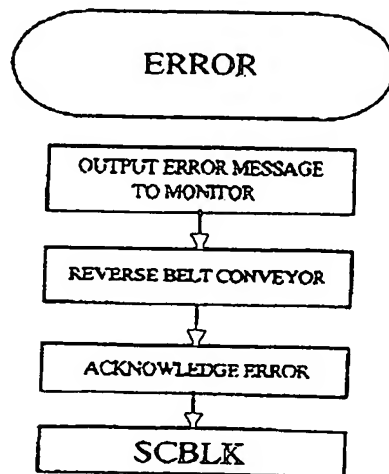 ERROR
OUTPUT ERROR MESSAGE
TO MONITOR
REVERSE BELT CONVEYOR
ACKNOWLEDGE ERROR
SCBLK